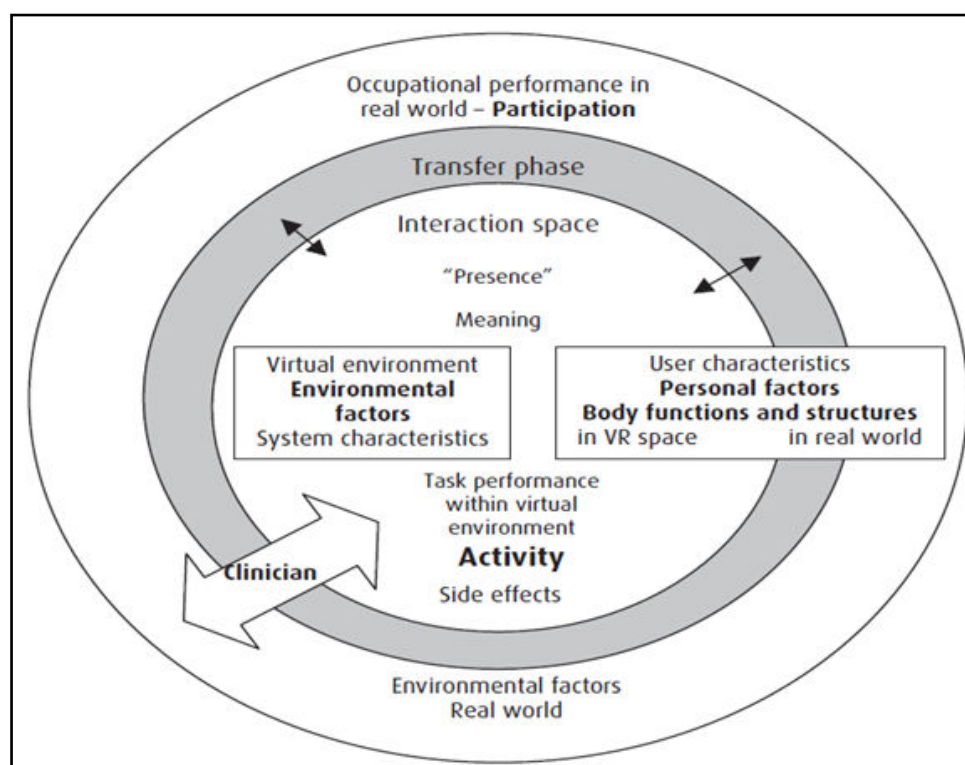 Occupational performance in
real world – Participation
Transfer phase
Interaction space
“Presence”
Meaning
Virtual environment
Environmental
factors
System characteristics
User characteristics
Personal factors
Body functions and structures
in VR space in real world
Task performance
within virtual
environment
Activity
Side effects
Clinician
Environmental factors
Real world